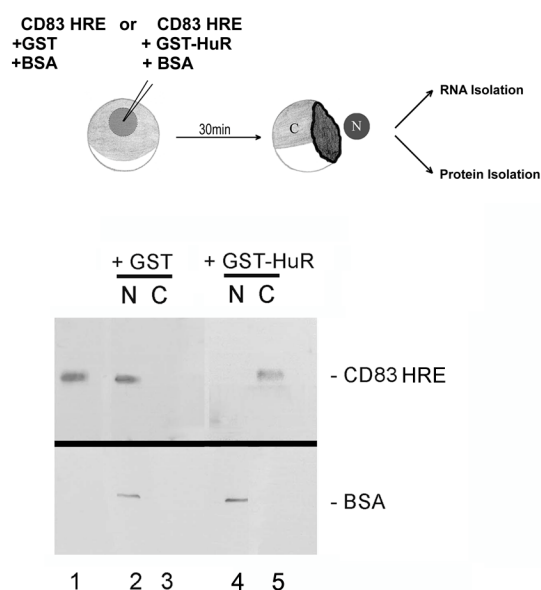 CD83 HRE or CD83 HRE
+GST + GST-HuR
+BSA + BSA
30min
C
N
RNA Isolation
Protein Isolation
+ GST + GST-HuR
N C N C
- CD83 HRE
- BSA
1 2 3 4 5